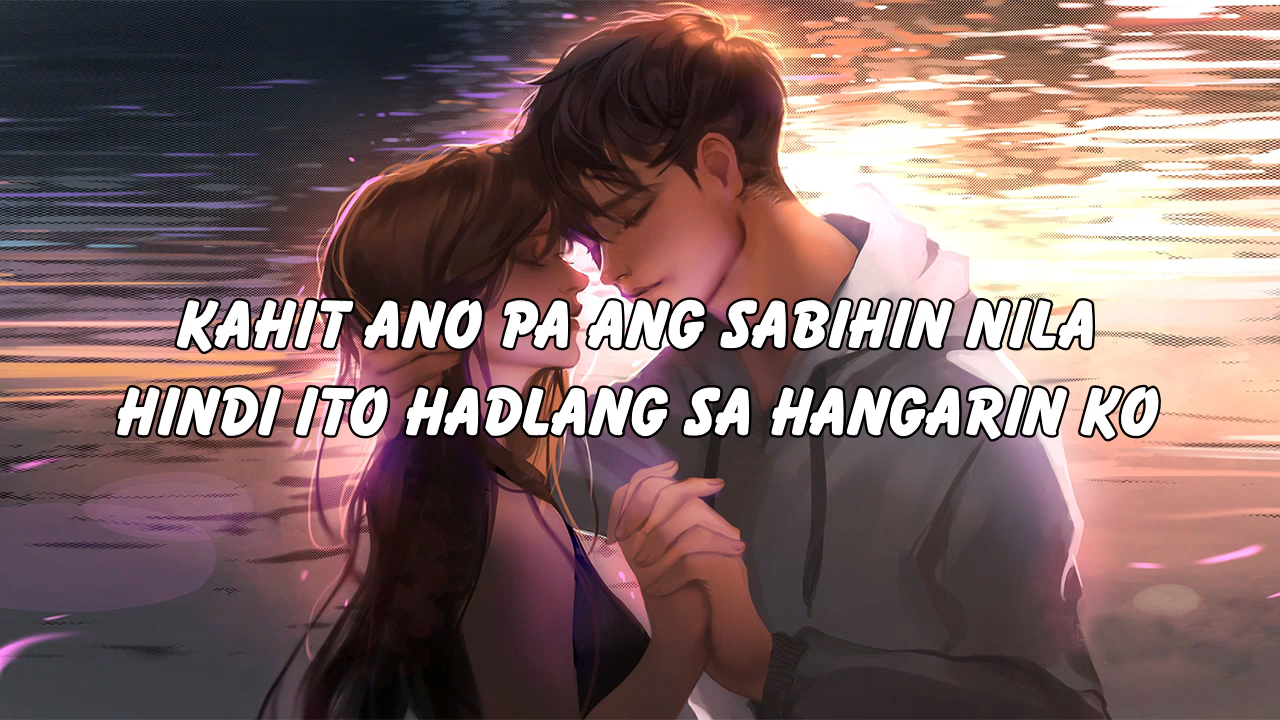 KAHIT ANO PA ANG SABIHIN NILA
HINDI ITO HADLANG SA HANGARIN KO